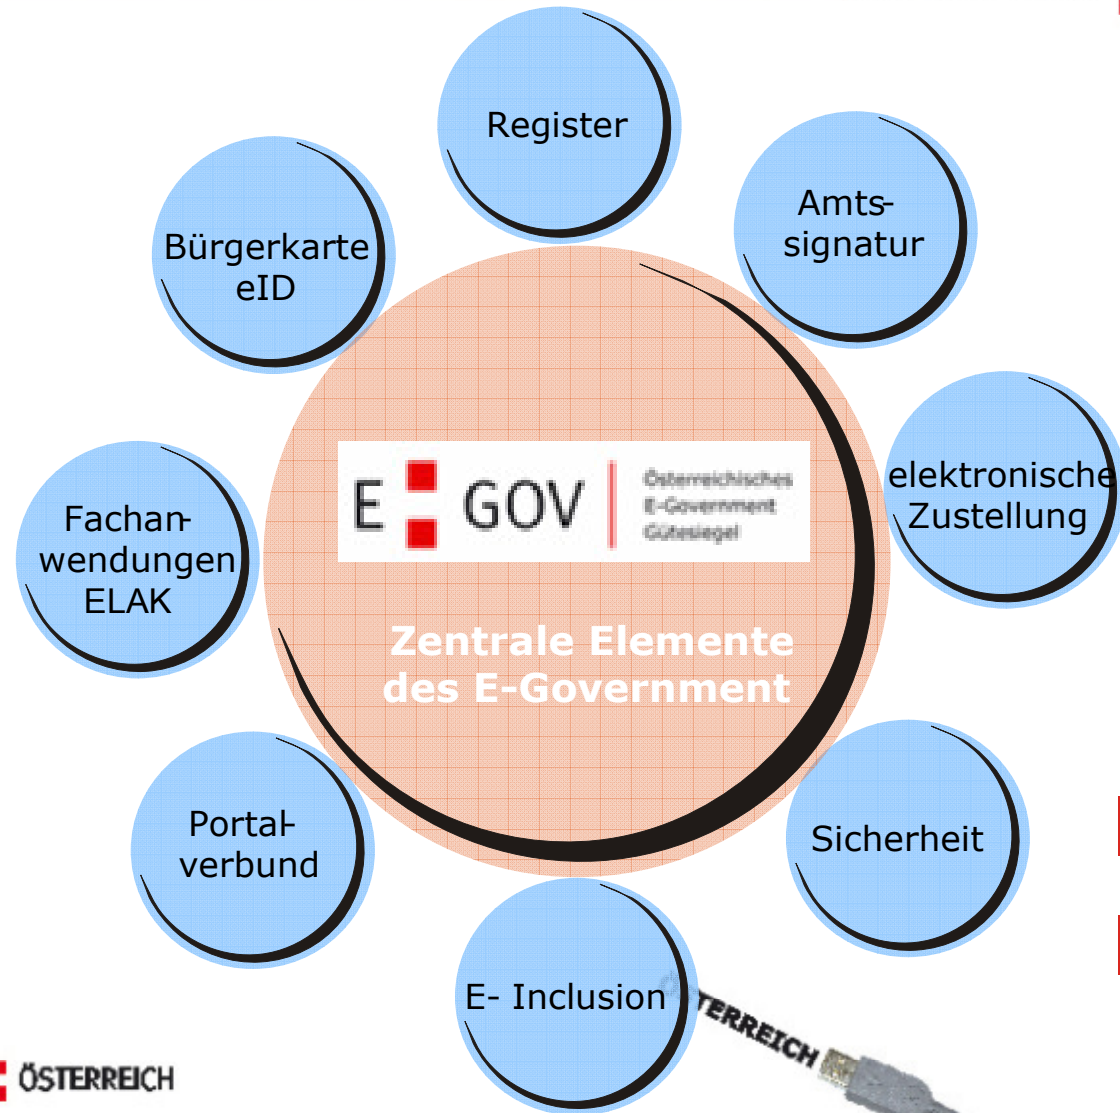 Register
Amts-
signatur
Bürgerkarte
eID
elektronische
Zustellung
E GOV
Österreichisches
E-Government
Gütesiegel
Fachan-
wendungen
ELAK
Zentrale Elemente
des E-Government
Portal-
verbund
Sicherheit
E- Inclusion
ÖSTERREICH
ÖSTERREICH